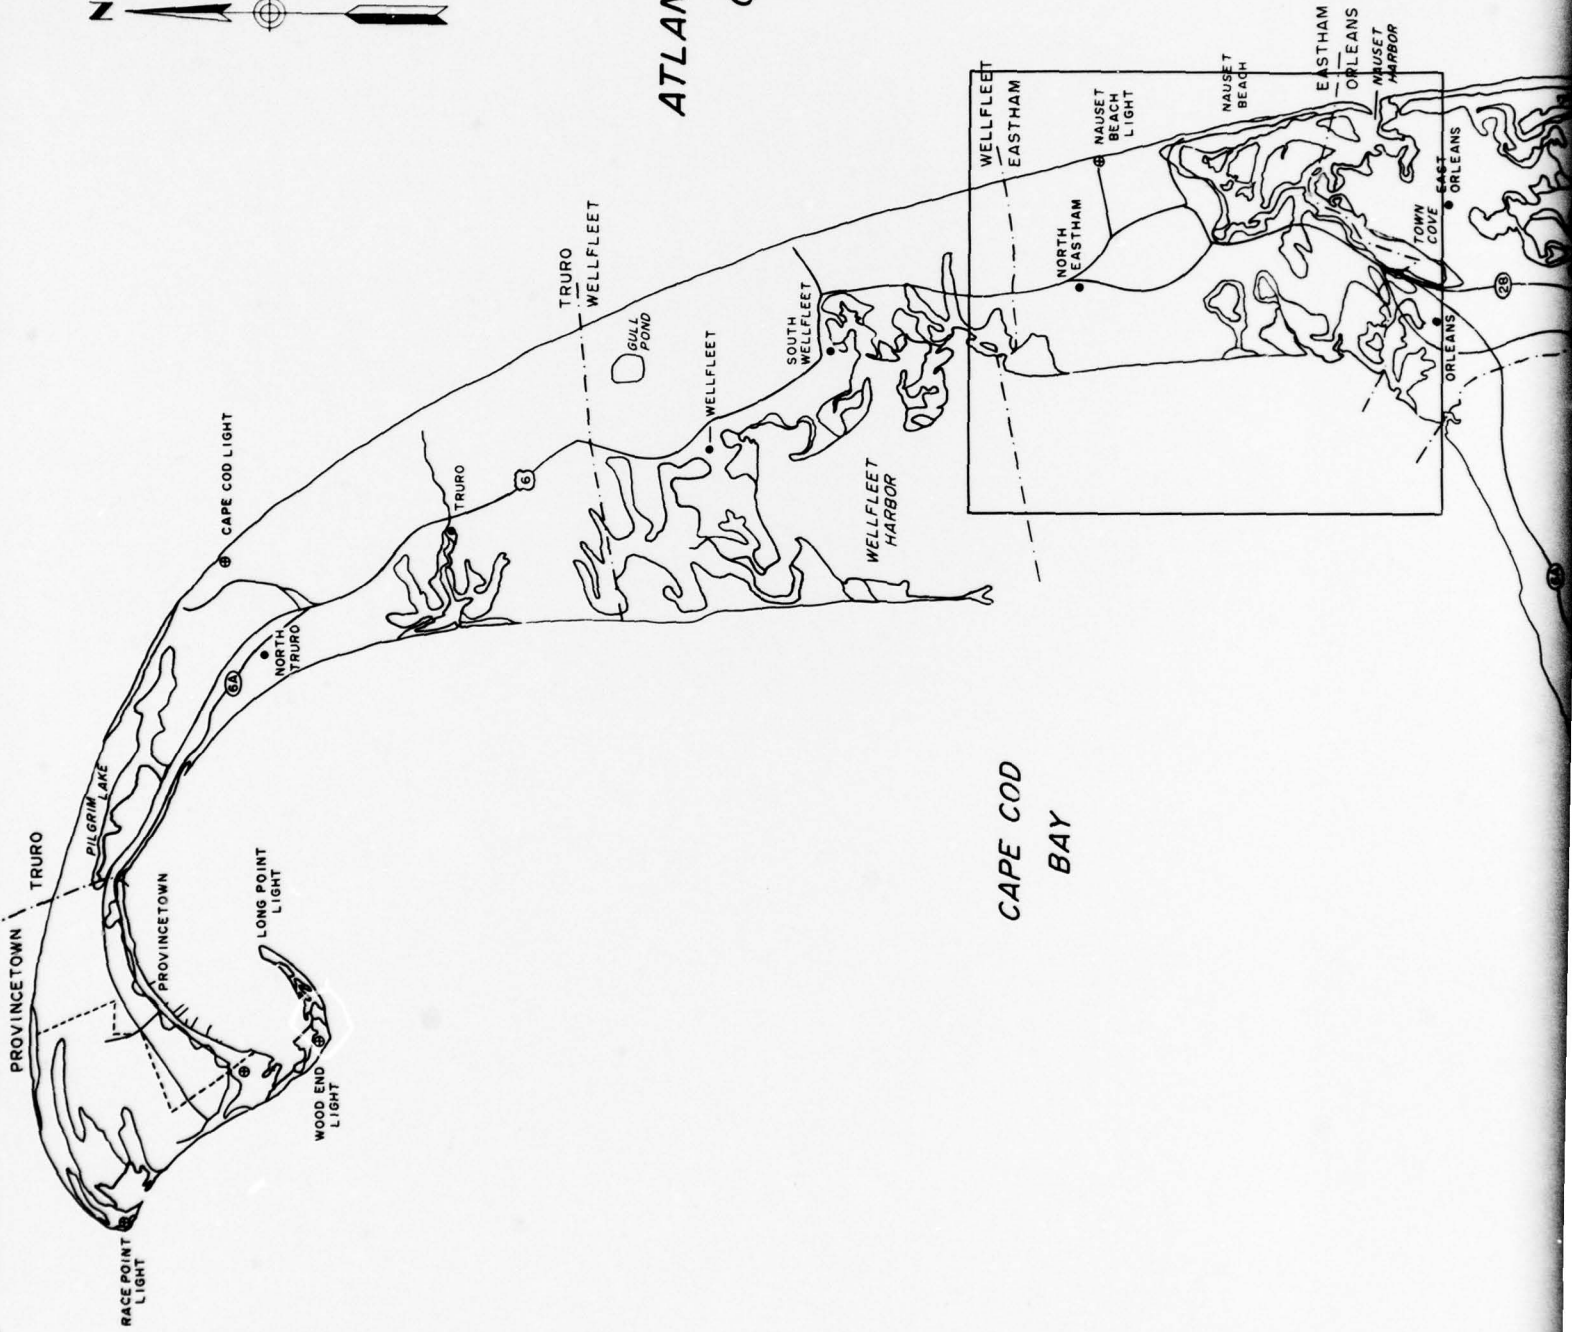 N
ATLAN
PROVINCETOWN
TRURO
RACE POINT
LIGHT
PILGRIM
LAKE
PROVINCETOWN
LONG POINT
LIGHT
WOOD END
LIGHT
CAPE COD LIGHT
6A
NORTH
TRURO
TRURO
6
TRURO
WELLFLEET
GULL
POND
WELLFLEET
SOUTH
WELLFLEET
WELLFLEET
HARBOR
CAPE COD
BAY
WELLFLEET
EASTHAM
NORTH
EASTHAM
NAUSET
BEACH
LIGHT
NAUSET
BEACH
EASTHAM
ORLEANS
NAUSET
HARBOR
TOWN
COVE
EAST
ORLEANS
ORLEANS
28
6A